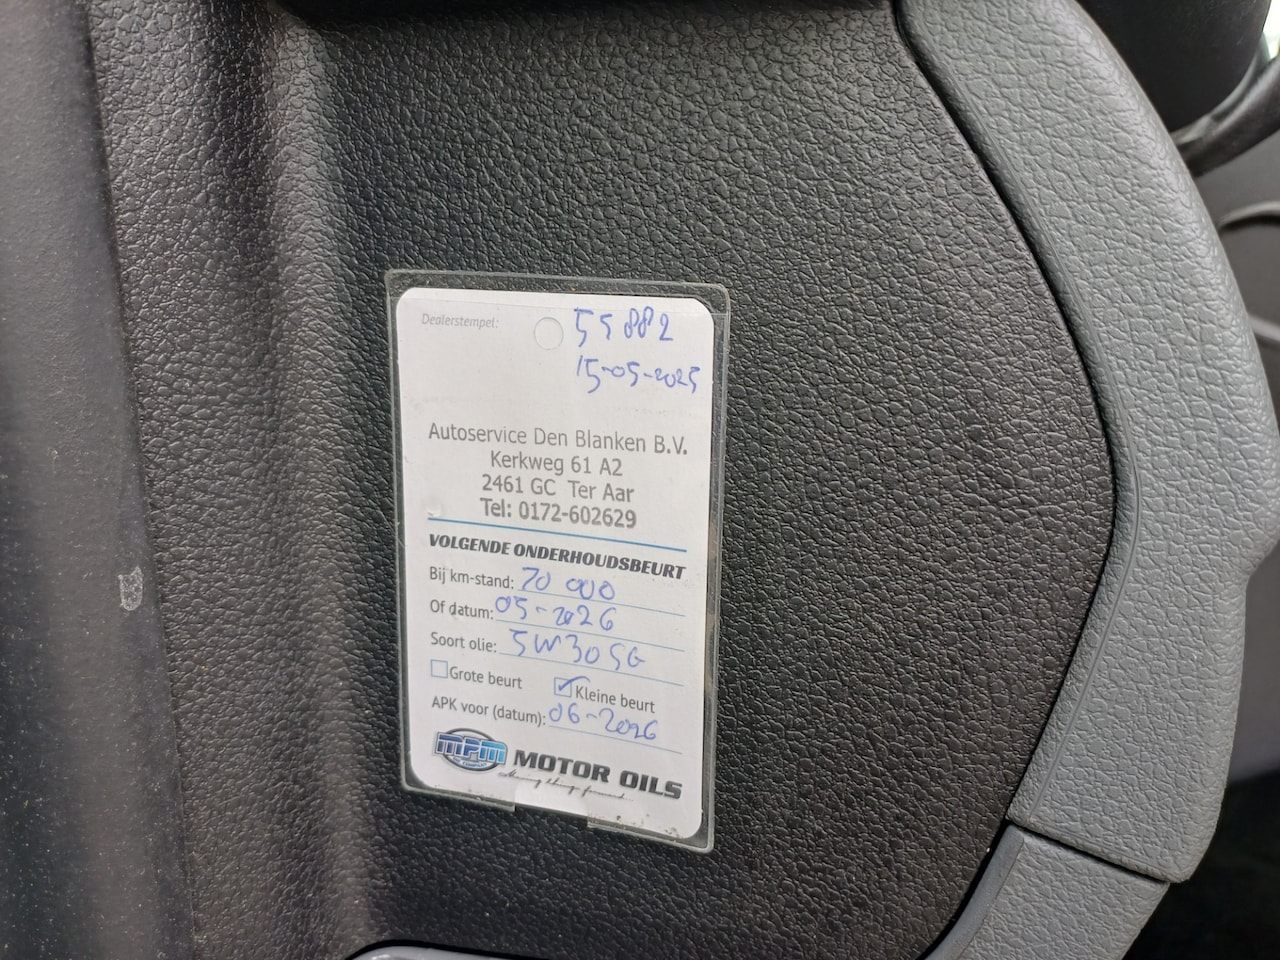 Dealerstempel: 55882
15-05-2025
Autoservice Den Blanken B.V.
Kerkweg 61 A2
2461 GC Ter Aar
Tel: 0172-602629
VOLGENDE ONDERHOUDSBEURT
Bij km-stand: 70 000
Of datum: 05-2026
Soort olie: 5W30 SG
Grote beurt Kleine beurt
APK voor (datum): 06-2026
mpm MOTOR OILS